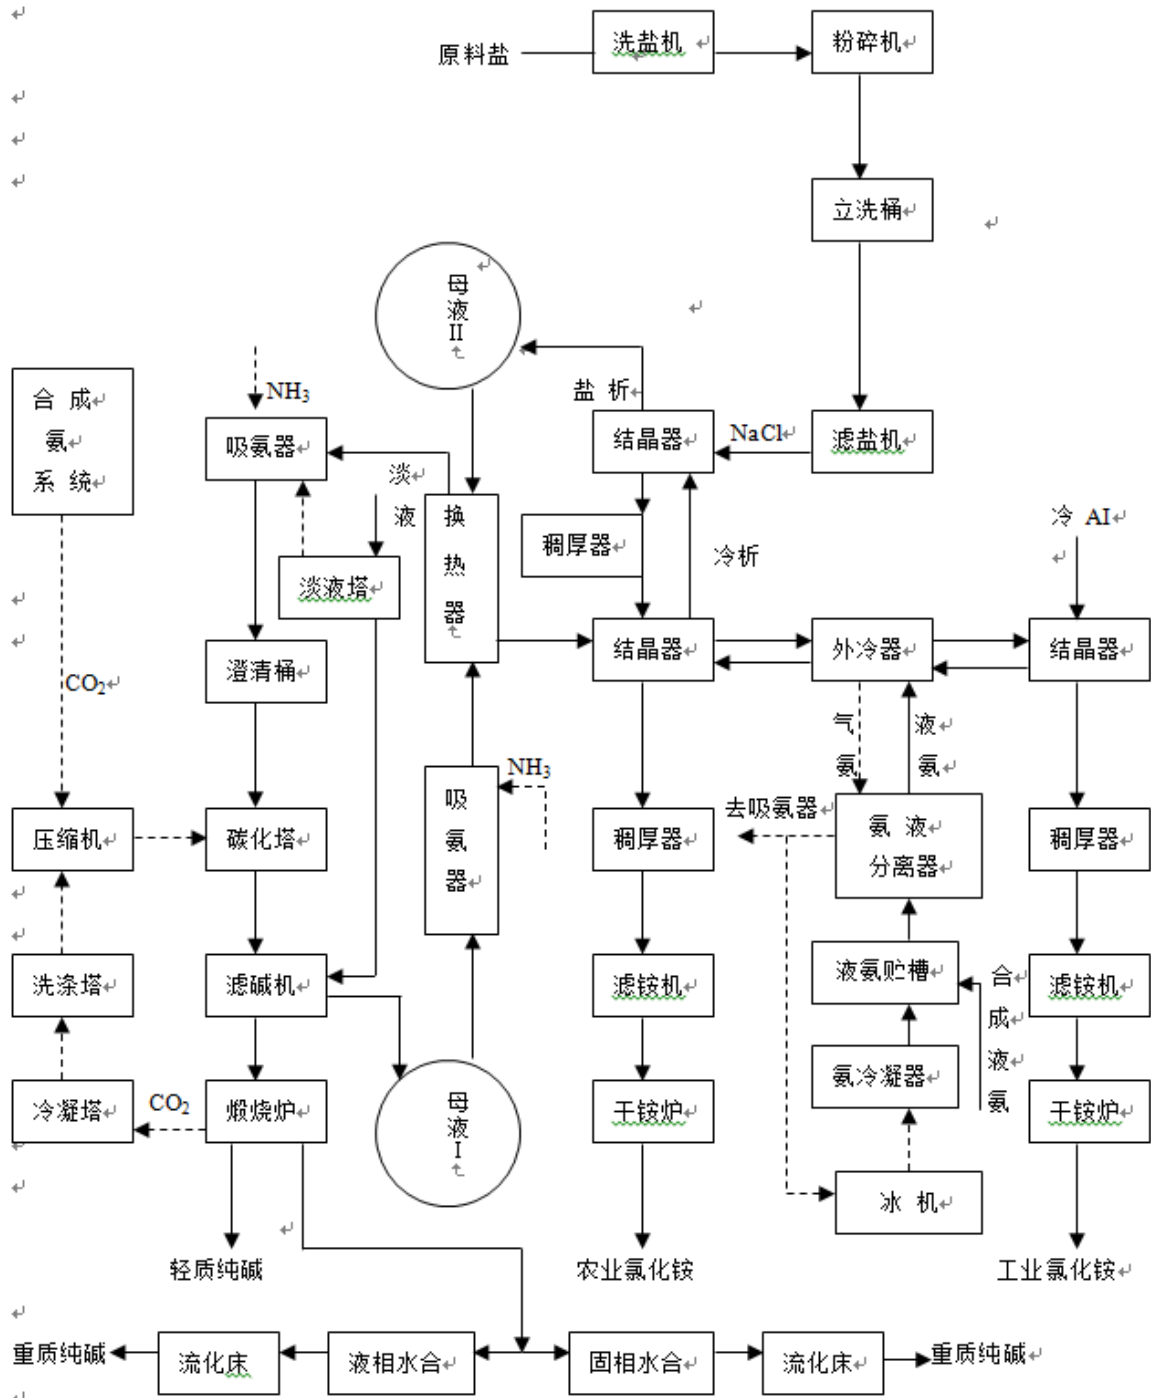 原料盐
洗盐机
粉碎机
立洗桶
母
液
II
盐 析
合 成
氨
系 统
NH₃
吸氨器
结晶器
NaCl
滤盐机
淡
液
换
热
器
稠厚器
冷析
冷 AI
淡液塔
澄清桶
结晶器
外冷器
结晶器
CO₂
气
氨
液
氨
吸
氨
器
NH₃
去吸氨器
氨 液
分离器
压缩机
碳化塔
稠厚器
稠厚器
洗涤塔
滤碱机
滤铵机
液氨贮槽
合
成
液
氨
滤铵机
冷凝塔
CO₂
煅烧炉
母
液
I
干铵炉
氨冷凝器
干铵炉
冰 机
轻质纯碱
农业氯化铵
工业氯化铵
重质纯碱
流化床
液相水合
固相水合
流化床
重质纯碱